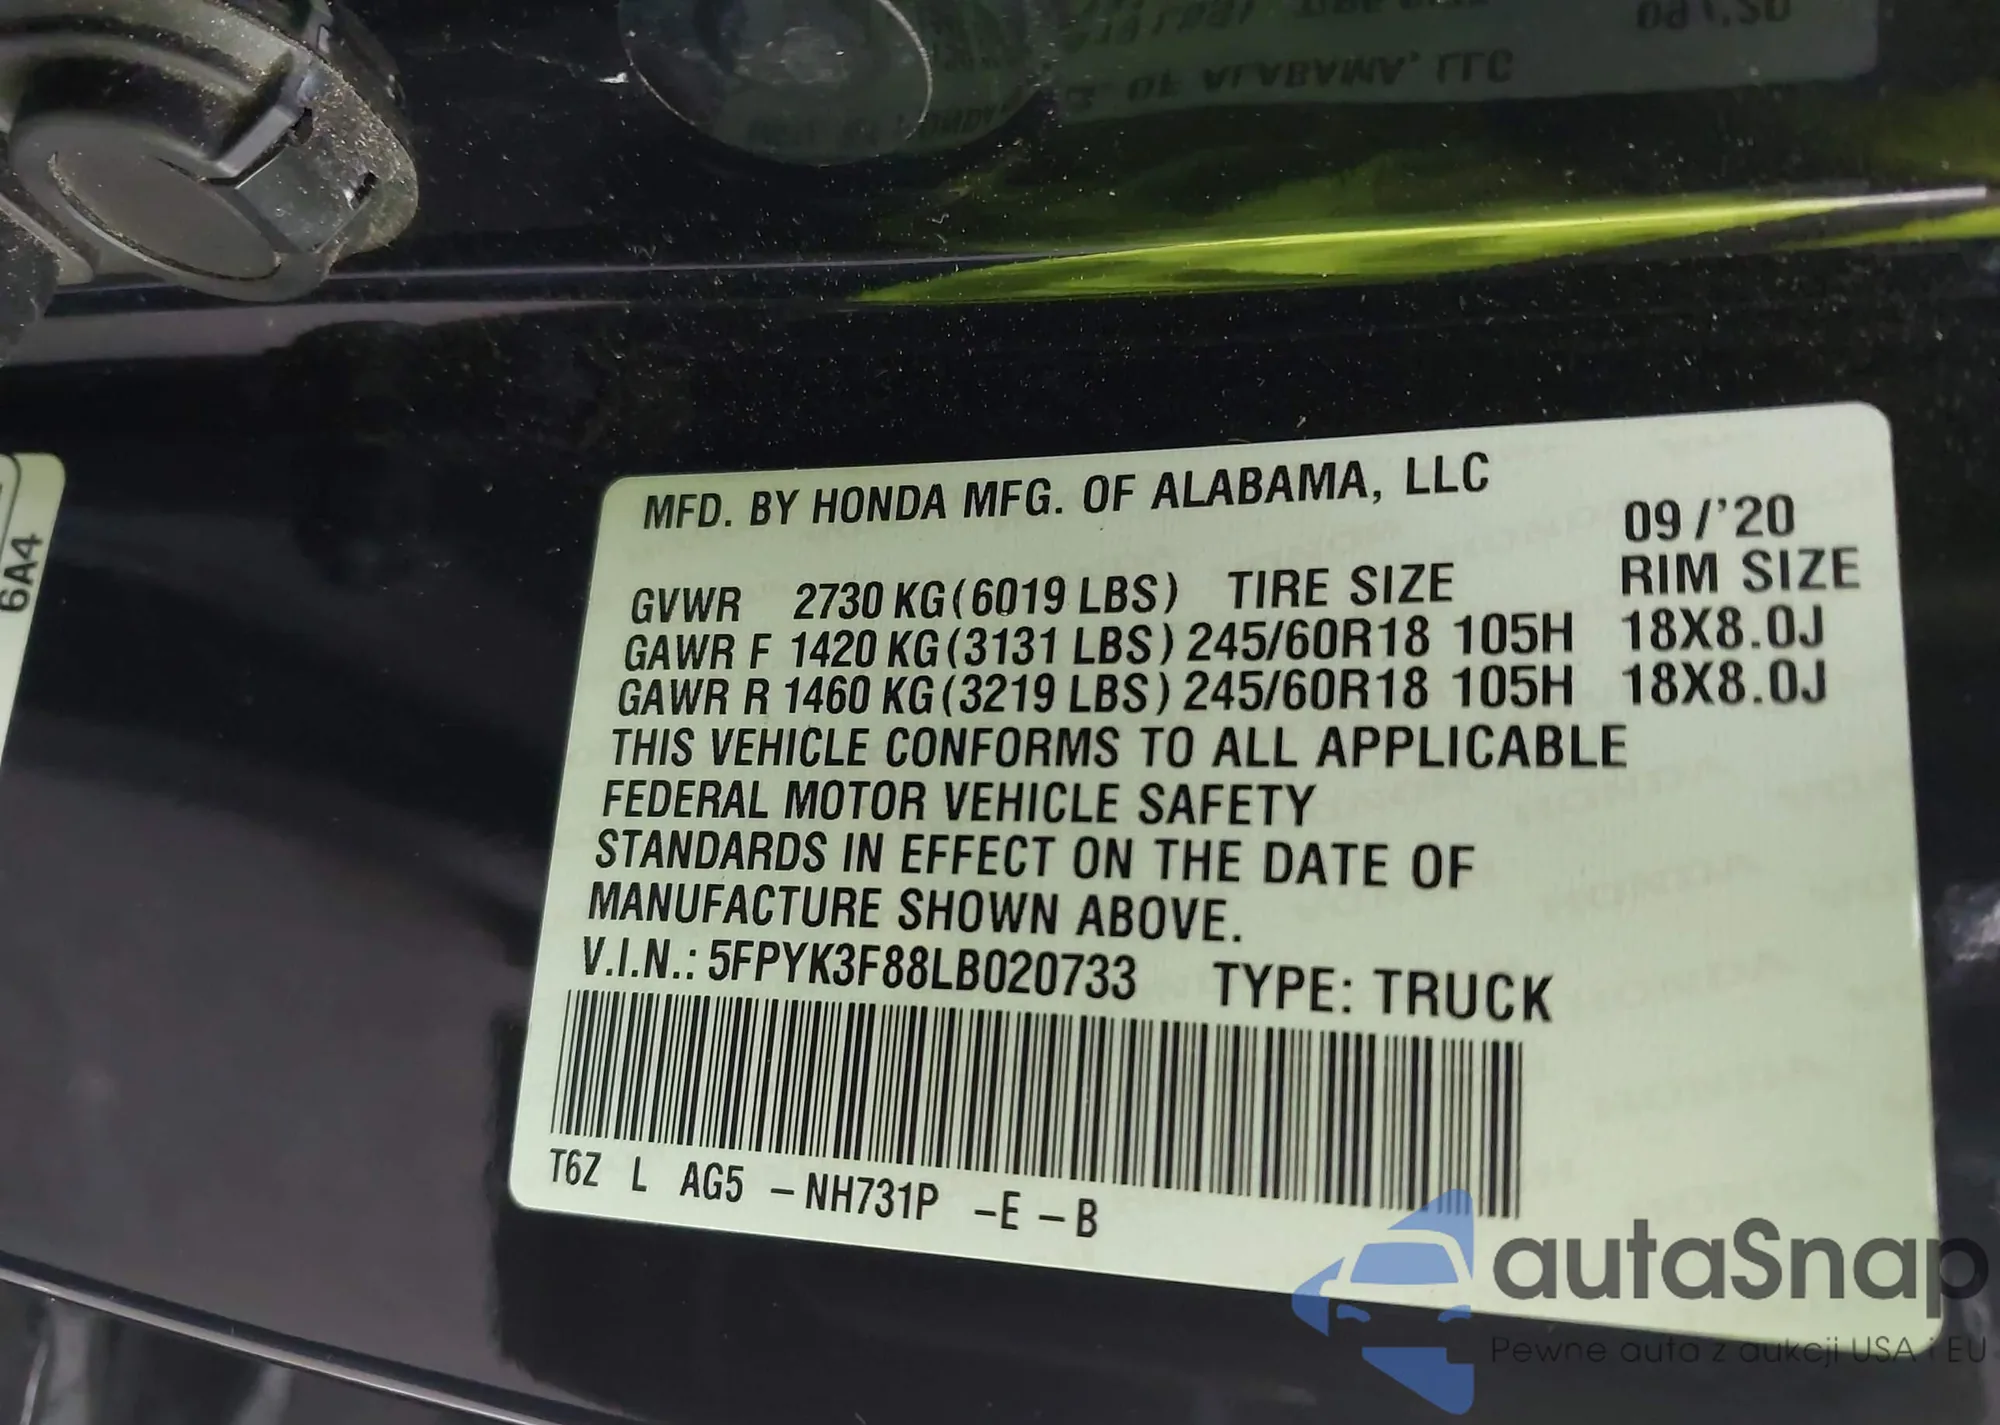 MFD. BY HONDA MFG. OF ALABAMA, LLC
09/'20
GVWR 2730 KG (6019 LBS) TIRE SIZE RIM SIZE
GAWR F 1420 KG (3131 LBS) 245/60R18 105H 18X8.0J
GAWR R 1460 KG (3219 LBS) 245/60R18 105H 18X8.0J
THIS VEHICLE CONFORMS TO ALL APPLICABLE
FEDERAL MOTOR VEHICLE SAFETY
STANDARDS IN EFFECT ON THE DATE OF
MANUFACTURE SHOWN ABOVE.
V.I.N.: 5FPYK3F88LB020733 TYPE: TRUCK
T6Z L AG5 - NH731P -E - B
6A4
autaSnap
Pewne auta z aukcji USA i EU